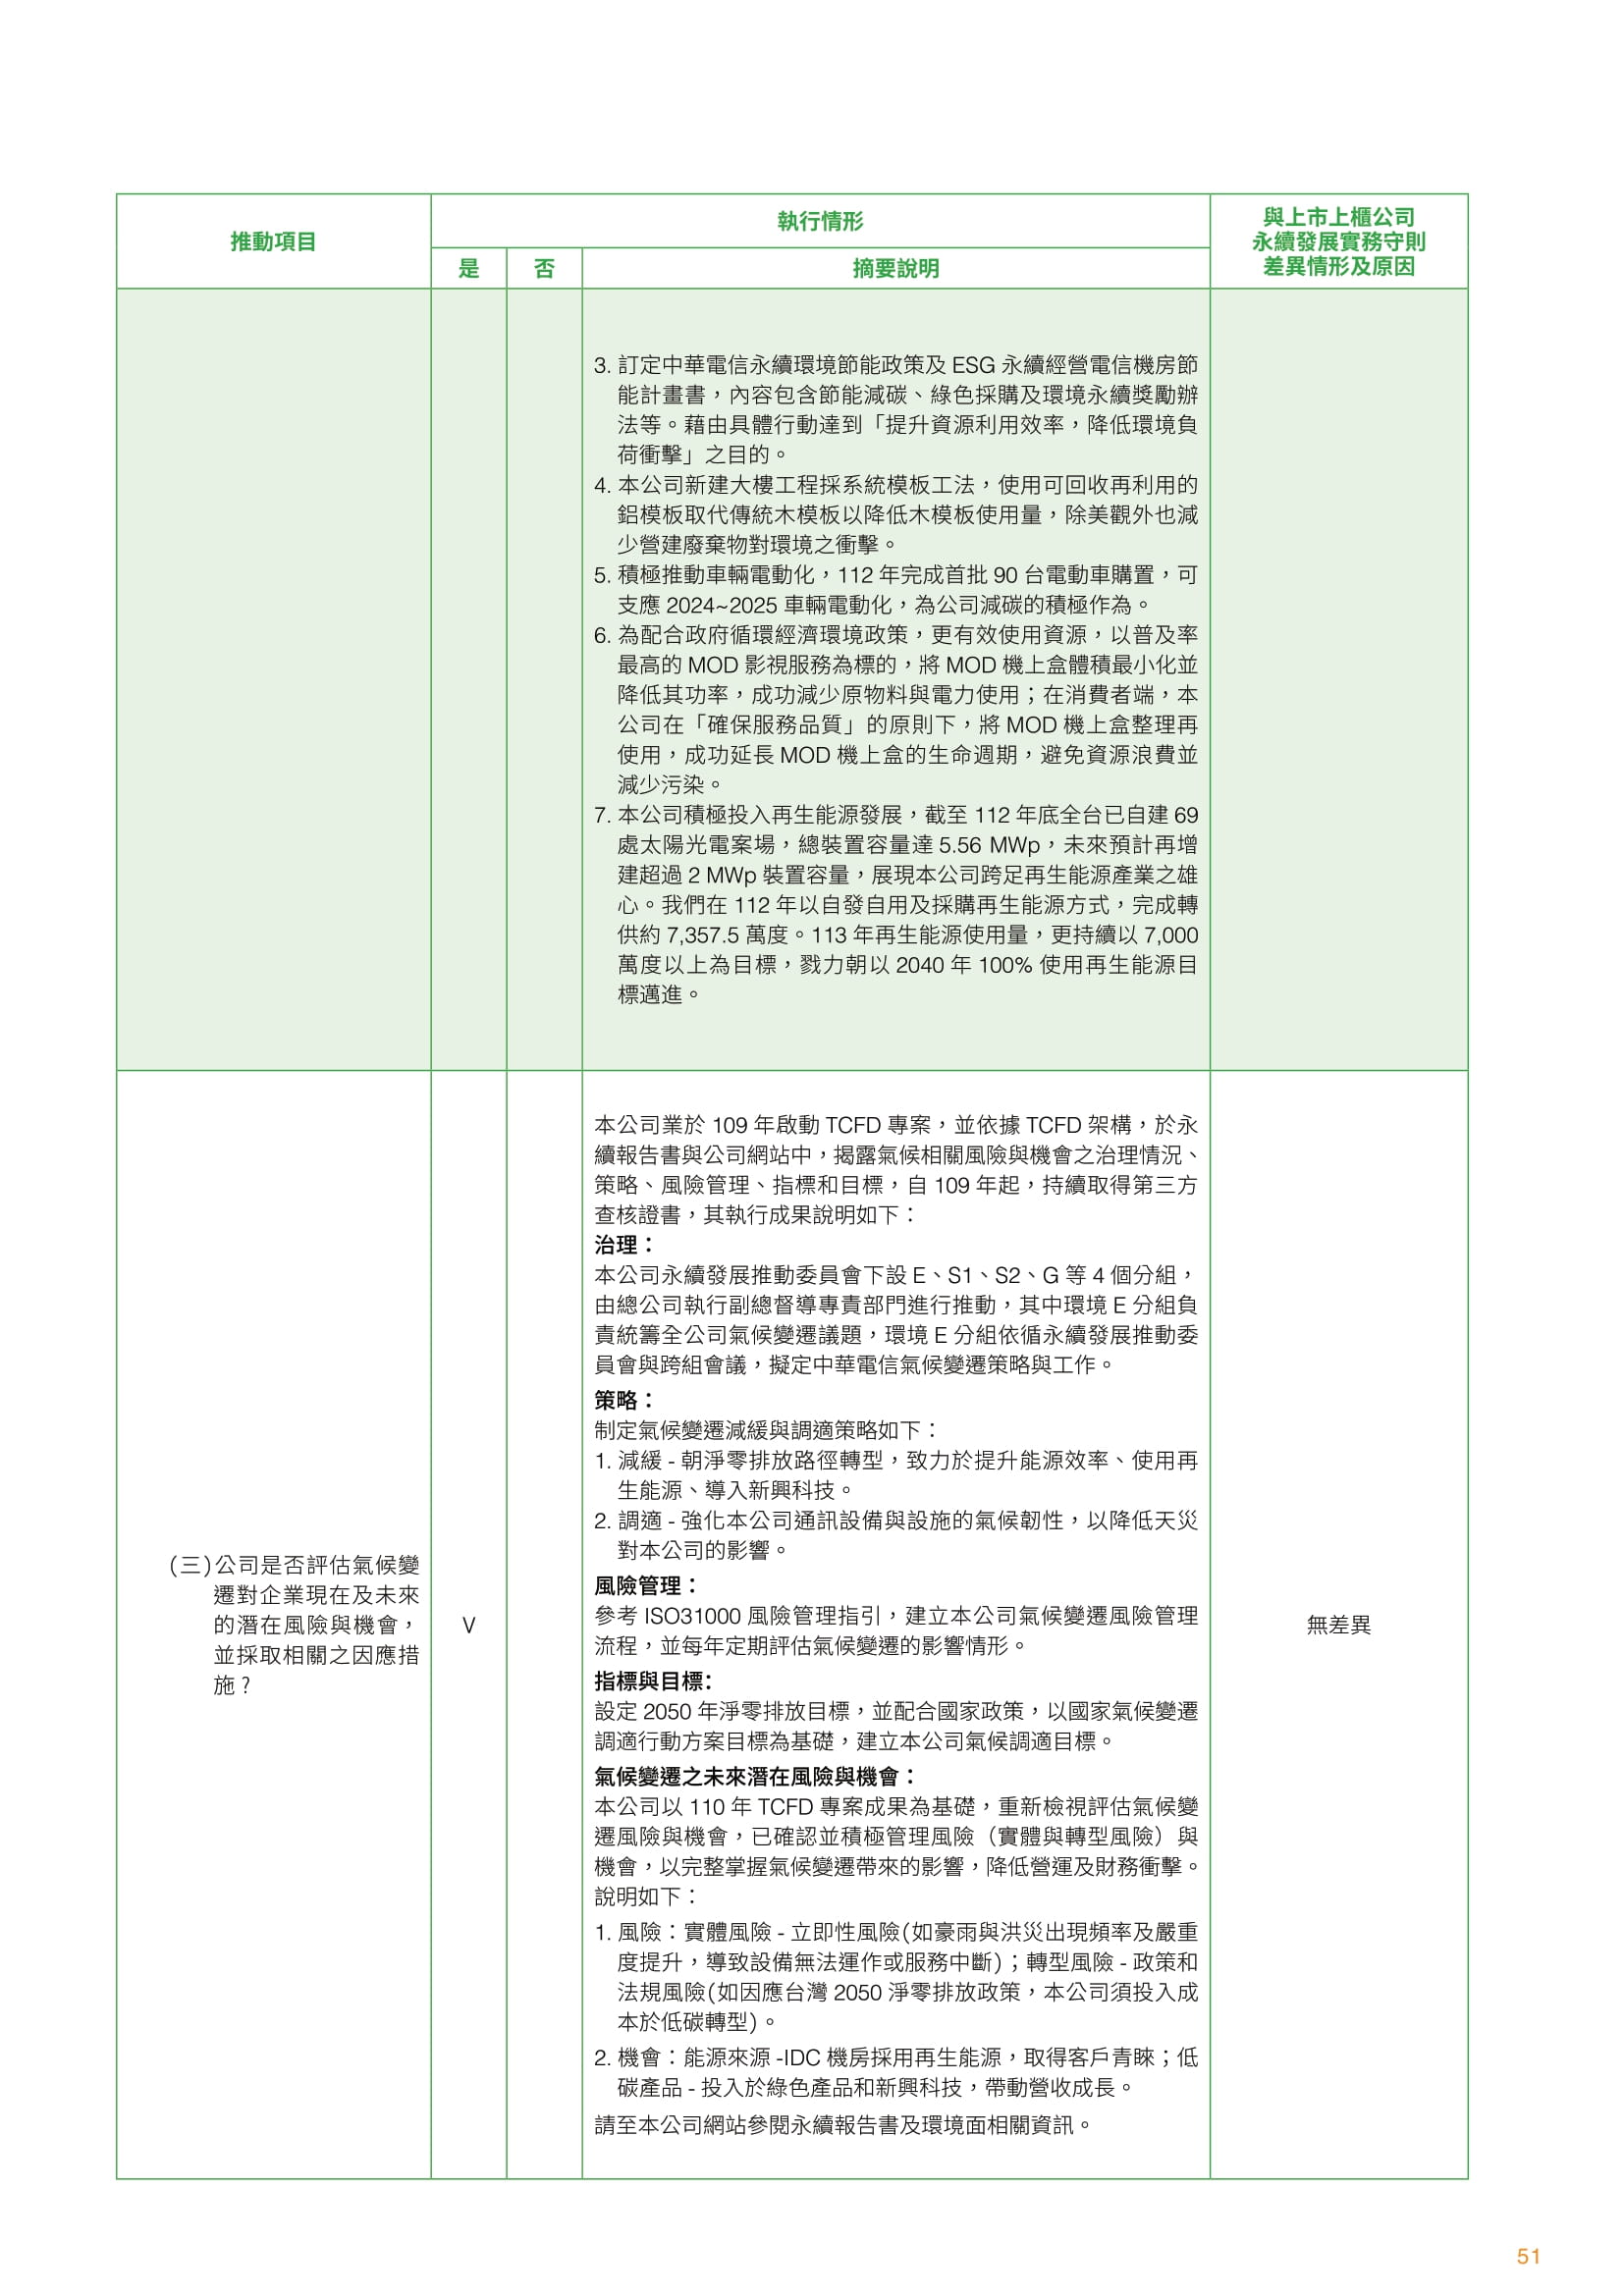 推動項目
執行情形
與上市上櫃公司
永續發展實務守則
差異情形及原因
是
否
摘要說明
3. 訂定中華電信永續環境節能政策及 ESG 永續經營電信機房節
能計畫書，內容包含節能減碳、綠色採購及環境永續獎勵辦
法等。藉由具體行動達到「提升資源利用效率，降低環境負
荷衝擊」之目的。
4. 本公司新建大樓工程採系統模板工法，使用可回收再利用的
鋁模板取代傳統木模板以降低木模板使用量，除美觀外也減
少營建廢棄物對環境之衝擊。
5. 積極推動車輛電動化，112 年完成首批 90 台電動車購置，可
支應 2024~2025 車輛電動化，為公司減碳的積極作為。
6. 為配合政府循環經濟環境政策，更有效使用資源，以普及率
最高的 MOD 影視服務為標的，將 MOD 機上盒體積最小化並
降低其功率，成功減少原物料與電力使用；在消費者端，本
公司在「確保服務品質」的原則下，將 MOD 機上盒整理再
使用，成功延長 MOD 機上盒的生命週期，避免資源浪費並
減少污染。
7. 本公司積極投入再生能源發展，截至 112 年底全台已自建 69
處太陽光電案場，總裝置容量達 5.56 MWp，未來預計再增
建超過 2 MWp 裝置容量，展現本公司跨足再生能源產業之雄
心。我們在 112 年以自發自用及採購再生能源方式，完成轉
供約 7,357.5 萬度。113 年再生能源使用量，更持續以 7,000
萬度以上為目標，戮力朝以 2040 年 100% 使用再生能源目
標邁進。
(三)公司是否評估氣候變
遷對企業現在及未來
的潛在風險與機會，
並採取相關之因應措
施？
V
本公司業於 109 年啟動 TCFD 專案，並依據 TCFD 架構，於永
續報告書與公司網站中，揭露氣候相關風險與機會之治理情況、
策略、風險管理、指標和目標，自 109 年起，持續取得第三方
查核證書，其執行成果說明如下：
治理：
本公司永續發展推動委員會下設 E、S1、S2、G 等 4 個分組，
由總公司執行副總督導專責部門進行推動，其中環境 E 分組負
責統籌全公司氣候變遷議題，環境 E 分組依循永續發展推動委
員會與跨組會議，擬定中華電信氣候變遷策略與工作。
策略：
制定氣候變遷減緩與調適策略如下：
1. 減緩 - 朝淨零排放路徑轉型，致力於提升能源效率、使用再
生能源、導入新興科技。
2. 調適 - 強化本公司通訊設備與設施的氣候韌性，以降低天災
對本公司的影響。
風險管理：
參考 ISO31000 風險管理指引，建立本公司氣候變遷風險管理
流程，並每年定期評估氣候變遷的影響情形。
指標與目標:
設定 2050 年淨零排放目標，並配合國家政策，以國家氣候變遷
調適行動方案目標為基礎，建立本公司氣候調適目標。
氣候變遷之未來潛在風險與機會：
本公司以 110 年 TCFD 專案成果為基礎，重新檢視評估氣候變
遷風險與機會，已確認並積極管理風險（實體與轉型風險）與
機會，以完整掌握氣候變遷帶來的影響，降低營運及財務衝擊。
說明如下：
1. 風險：實體風險 - 立即性風險(如豪雨與洪災出現頻率及嚴重
度提升，導致設備無法運作或服務中斷)；轉型風險 - 政策和
法規風險(如因應台灣 2050 淨零排放政策，本公司須投入成
本於低碳轉型)。
2. 機會：能源來源 -IDC 機房採用再生能源，取得客戶青睞；低
碳產品 - 投入於綠色產品和新興科技，帶動營收成長。
請至本公司網站參閱永續報告書及環境面相關資訊。
無差異
51